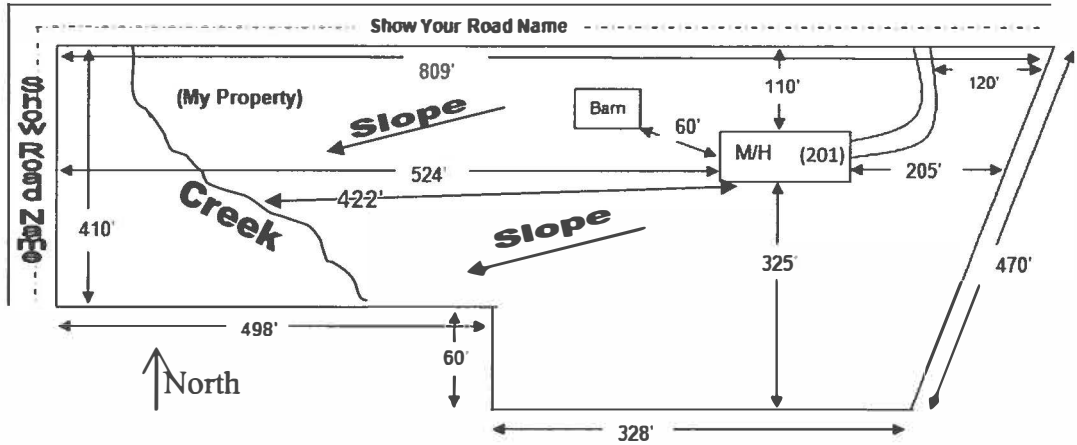 Show Your Road Name
Show Road Name
809'
(My Property)
Slope
110'
120'
Barn
60'
M/H (201)
524'
205'
422'
Creek
410'
Slope
325'
470'
498'
60'
North
328'